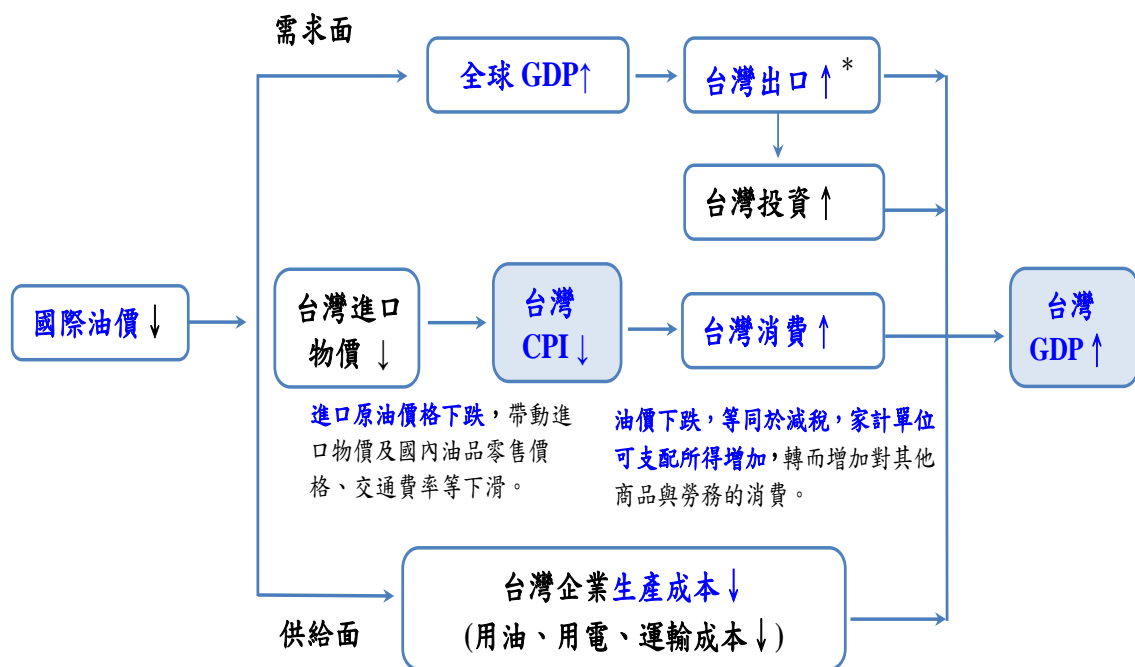 需求面
全球 GDP↑
台灣出口↑ *
台灣投資↑
國際油價↓
台灣進口
物價↓
台灣
CPI↓
台灣消費↑
台灣
GDP↑
進口原油價格下跌，帶動進
口物價及國內油品零售價
格、交通費率等下滑。
油價下跌，等同於減稅，家計單位
可支配所得增加，轉而增加對其他
商品與勞務的消費。
供給面
台灣企業生產成本↓
(用油、用電、運輸成本↓)